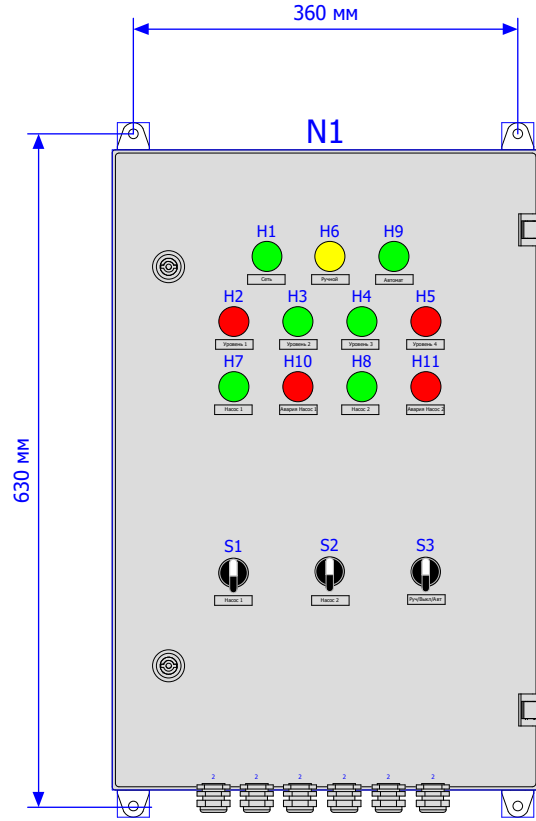 360 мм
N1
630 мм
H1 H6 H9
Сеть Ручной Автомат
H2 H3 H4 H5
Уровень 1 Уровень 2 Уровень 3 Уровень 4
H7 H10 H8 H11
Насос 1 Авария Насос 1 Насос 2 Авария Насос 2
S1 S2 S3
Насос 1 Насос 2 Руч/Выкл/Авт
2 2 2 2 2 2